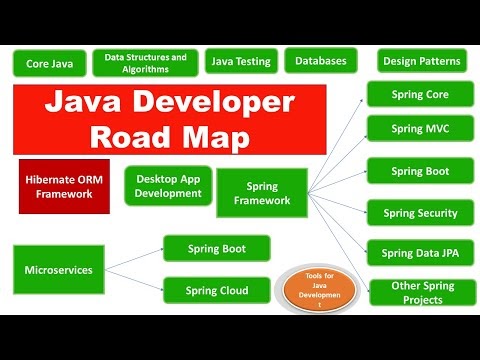 Core Java
Data Structures and
Algorithms
Java Testing
Databases
Design Patterns
Java Developer
Road Map
Spring Core
Spring MVC
Hibernate ORM
Framework
Desktop App
Development
Spring
Framework
Spring Boot
Spring Security
Microservices
Spring Boot
Spring Cloud
Spring Data JPA
Tools for
Java
Developmen
t
Other Spring
Projects